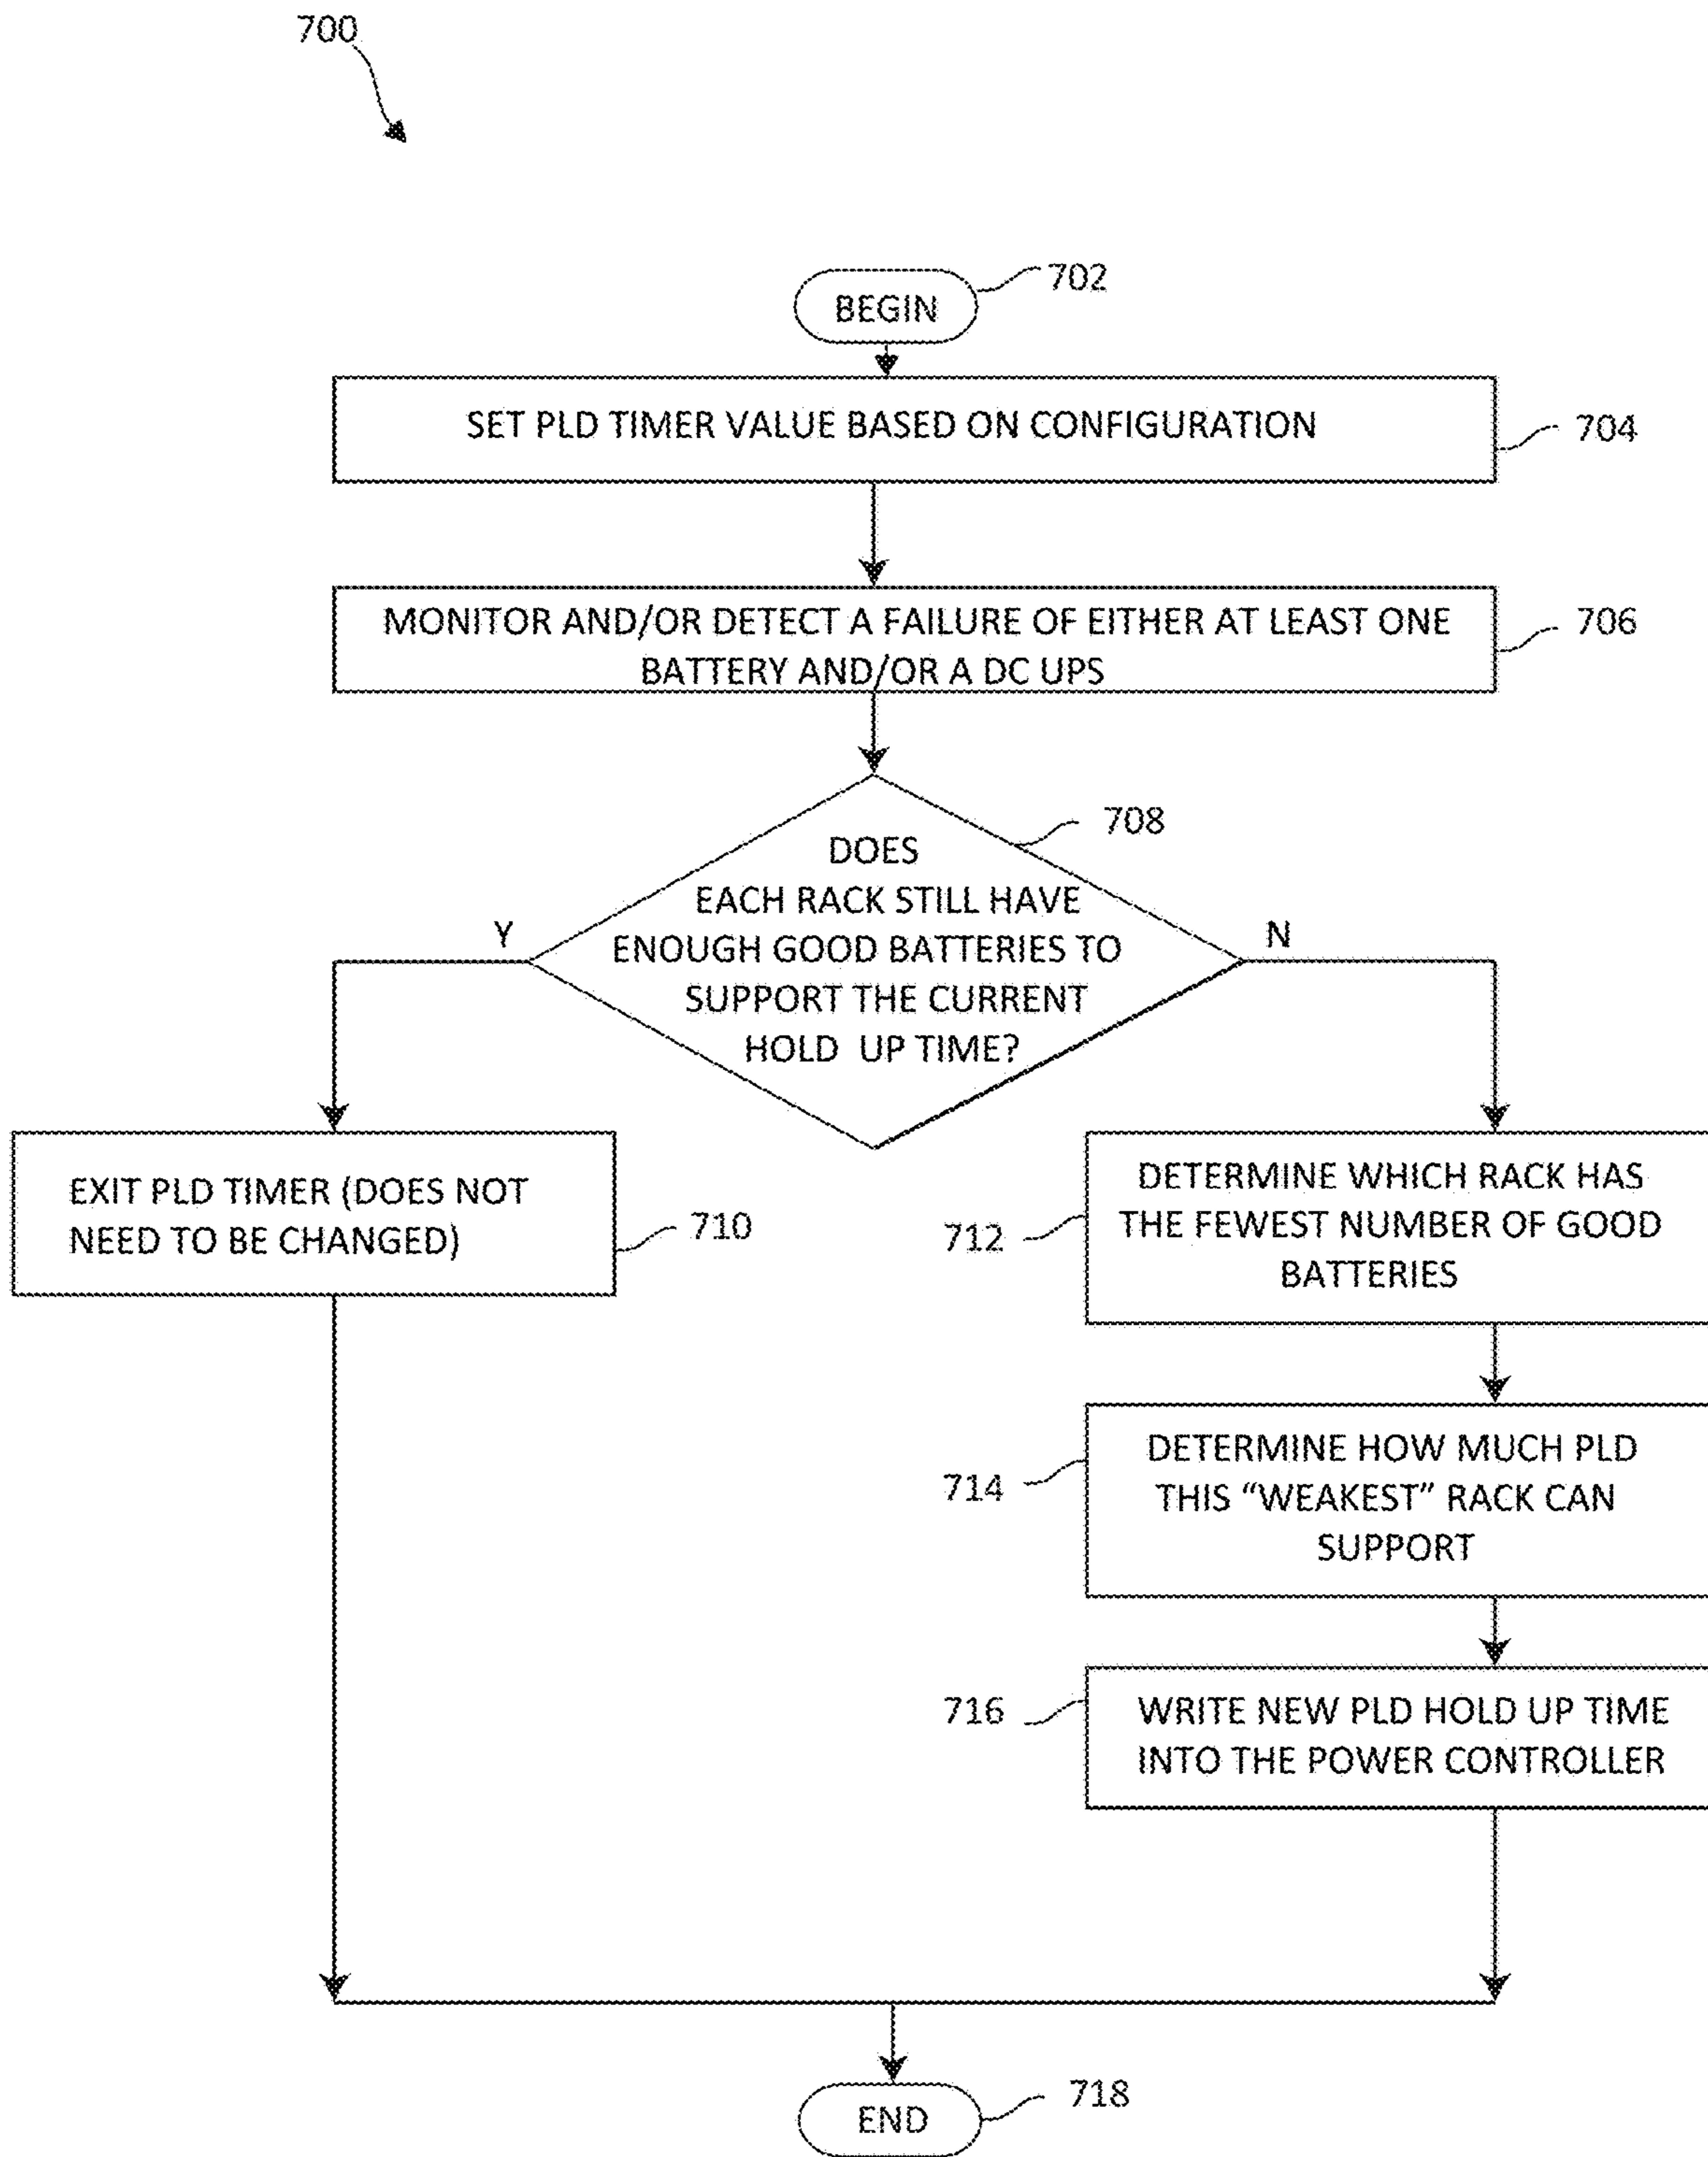 700
702
BEGIN
SET PLD TIMER VALUE BASED ON CONFIGURATION
704
MONITOR AND/OR DETECT A FAILURE OF EITHER AT LEAST ONE
BATTERY AND/OR A DC UPS
706
708
DOES
EACH RACK STILL HAVE
ENOUGH GOOD BATTERIES TO
SUPPORT THE CURRENT
HOLD UP TIME?
Y
N
EXIT PLD TIMER (DOES NOT
NEED TO BE CHANGED)
710
712
DETERMINE WHICH RACK HAS
THE FEWEST NUMBER OF GOOD
BATTERIES
714
DETERMINE HOW MUCH PLD
THIS “WEAKEST” RACK CAN
SUPPORT
716
WRITE NEW PLD HOLD UP TIME
INTO THE POWER CONTROLLER
END
718